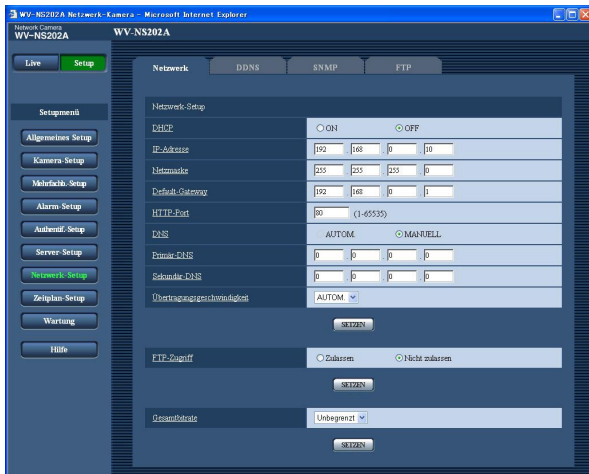 WV-NS202A Netzwerk-Kamera - Microsoft Internet Explorer
Network Camera
WV-NS202A
WV-NS202A
Live Setup
Netzwerk DDNS SNMP FTP
Setupmenü
Allgemeines Setup
Kamera-Setup
Mehrfachb.-Setup
Alarm-Setup
Authentif.-Setup
Server-Setup
Netzwerk-Setup
Zeitplan-Setup
Wartung
Hilfe
Netzwerk-Setup
DHCP ON OFF
IP-Adresse 192 . 168 . 0 . 10
Netzmaske 255 . 255 . 255 . 0
Default-Gateway 192 . 168 . 0 . 1
HTTP-Port 80 (1-65535)
DNS AUTOM. MANUELL
Primär-DNS 0 . 0 . 0 . 0
Sekundär-DNS 0 . 0 . 0 . 0
Übertragungsgeschwindigkeit AUTOM.
SETZEN
FTP-Zugriff Zulassen Nicht zulassen
SETZEN
Gesamtbitrate Unbegrenzt
SETZEN